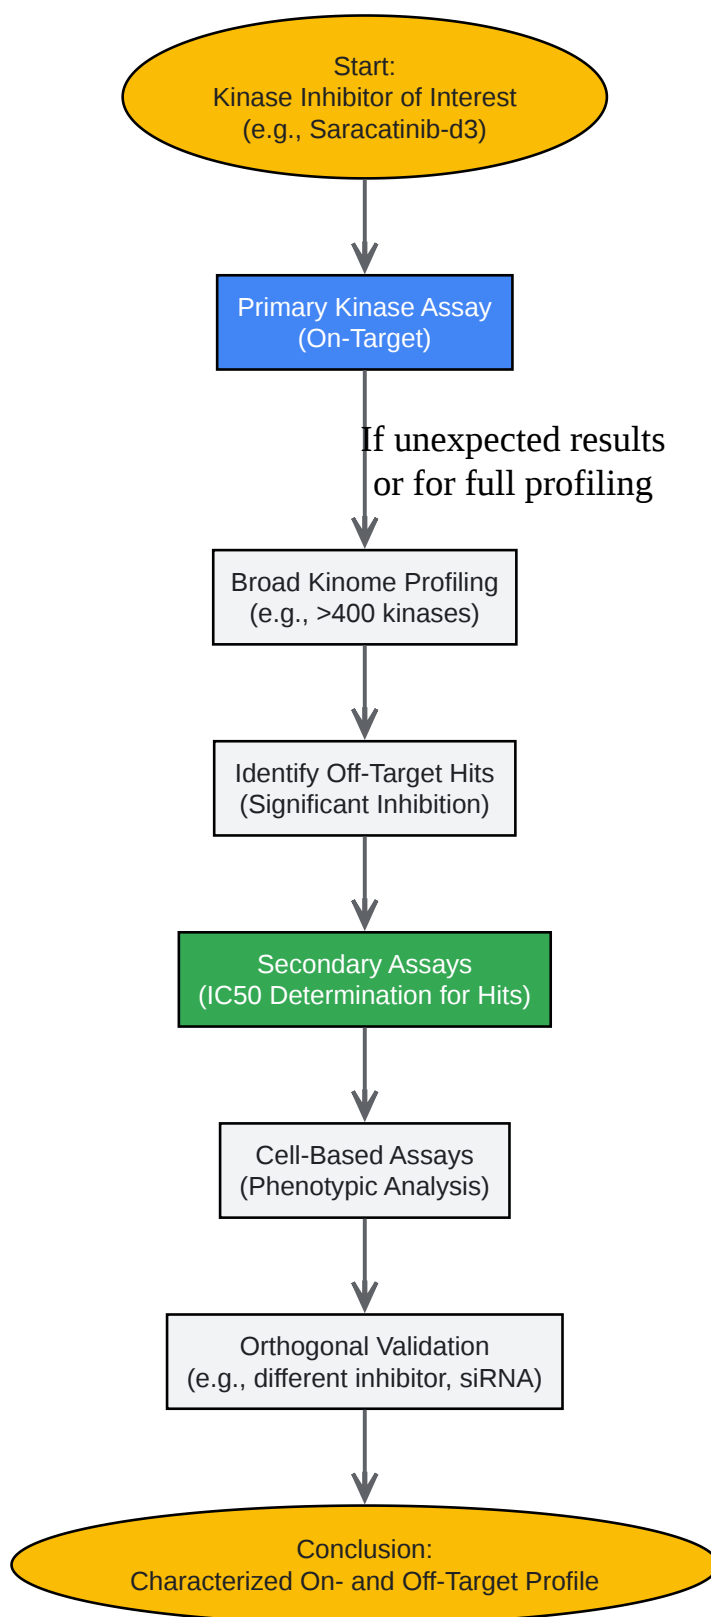 Start:
Kinase Inhibitor of Interest
(e.g., Saracatinib-d3)
Primary Kinase Assay
(On-Target)
If unexpected results
or for full profiling
Broad Kinome Profiling
(e.g., >400 kinases)
Identify Off-Target Hits
(Significant Inhibition)
Secondary Assays
(IC50 Determination for Hits)
Cell-Based Assays
(Phenotypic Analysis)
Orthogonal Validation
(e.g., different inhibitor, siRNA)
Conclusion:
Characterized On- and Off-Target Profile